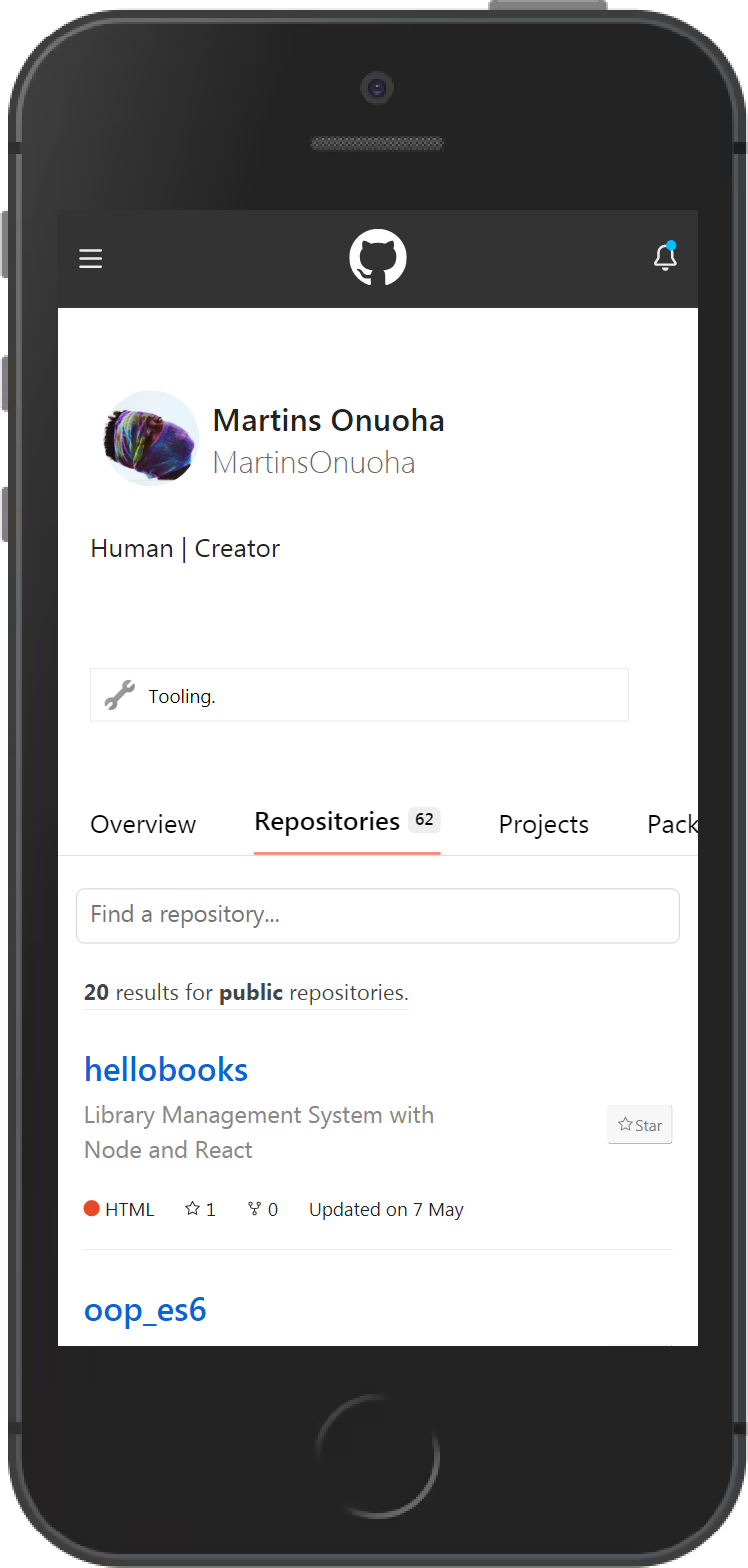 Martins Onuoha
MartinsOnuoha
Human | Creator
Tooling.
Overview Repositories 62 Projects Pack
Find a repository...
20 results for public repositories.
hellobooks
Library Management System with
Node and React
Star
HTML 1 0 Updated on 7 May
oop_es6